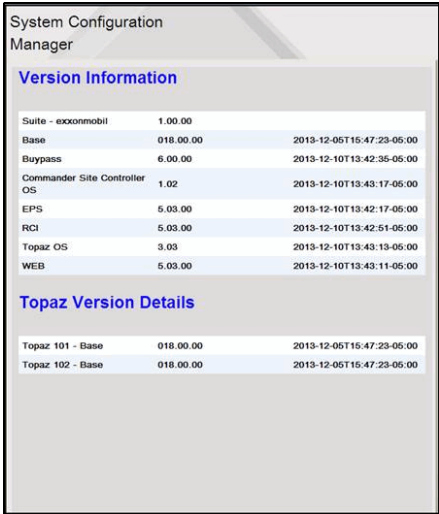 System Configuration
Manager
Version Information
Suite - exxonmobil 1.00.00
Base 018.00.00 2013-12-05T15:47:23-05:00
Buypass 6.00.00 2013-12-10T13:42:35-05:00
Commander Site Controller
OS 1.02 2013-12-10T13:43:17-05:00
EPS 5.03.00 2013-12-10T13:42:17-05:00
RCI 5.03.00 2013-12-10T13:42:51-05:00
Topaz OS 3.03 2013-12-10T13:43:13-05:00
WEB 5.03.00 2013-12-10T13:43:11-05:00
Topaz Version Details
Topaz 101 - Base 018.00.00 2013-12-05T15:47:23-05:00
Topaz 102 - Base 018.00.00 2013-12-05T15:47:23-05:00